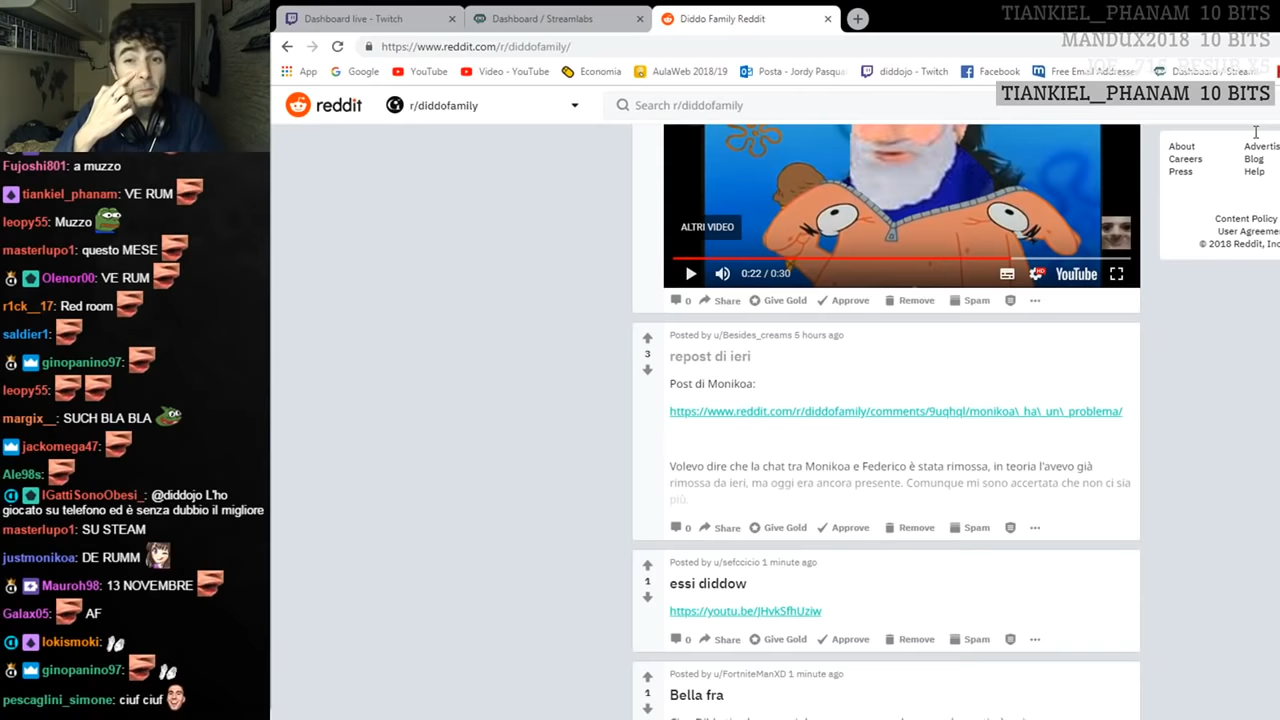 Dashboard live - Twitch
Dashboard / Streamlabs
Diddo Family Reddit
TIANKIEL_PHANAM 10 BITS
MANDUX2018 10 BITS
TIANKIEL_PHANAM 10 BITS
https://www.reddit.com/r/diddofamily/
App
Google
YouTube
Video - YouTube
Economia
AulaWeb 2018/19
Posta - Jordy Pasqua
diddojo - Twitch
Facebook
Free Email Addresse
Dashboard / Stream
reddit
r/diddofamily
Search r/diddofamily
ALTRI VIDEO
0:22 / 0:30
HD
YouTube
0 Share Give Gold Approve Remove Spam
Posted by u/Besides_creams 5 hours ago
3
repost di ieri
Post di Monikoa:
https://www.reddit.com/r/diddofamily/comments/9uqhql/monikoa\_ha\_un\_problema/
Volevo dire che la chat tra Monikoa e Federico è stata rimossa, in teoria l'avevo già
rimossa da ieri, ma oggi era ancora presente. Comunque mi sono accertata che non ci sia
più.
0 Share Give Gold Approve Remove Spam
Posted by u/sefccicio 1 minute ago
1
essi diddow
https://youtu.be/JHvkSfhUziw
0 Share Give Gold Approve Remove Spam
Posted by u/FortniteManXD 1 minute ago
1
Bella fra
About
Advertis
Careers
Blog
Press
Help
Content Policy
User Agreeme
© 2018 Reddit, Inc
Fujoshi801: a muzzo
tiankiel_phanam: VE RUM
leopy55: Muzzo
masterlupo1: questo MESE
Olenor00: VE RUM
r1ck__17: Red room
saldier1:
ginopanino97:
leopy55:
margix__: SUCH BLA BLA
jackomega47:
Ale98s:
IGattiSonoObesi_: @diddojo L'ho
giocato su telefono ed è senza dubbio il migliore
masterlupo1: SU STEAM
justmonikoa: DE RUMM
Mauroh98: 13 NOVEMBRE
Galax05: AF
lokismoki:
ginopanino97:
pescaglini_simone: ciuf ciuf